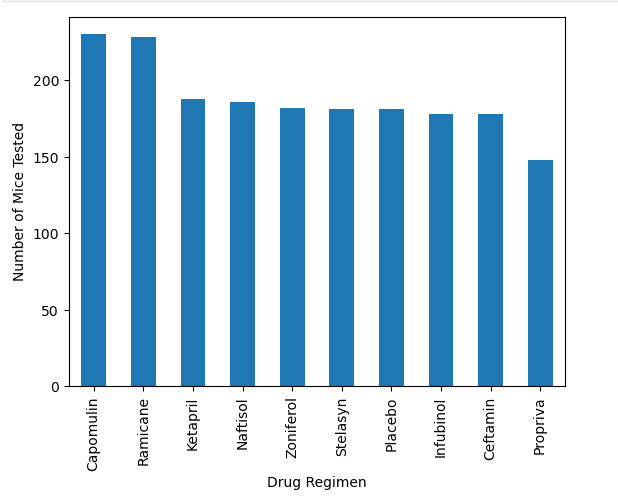 200
150
100
50
0
Number of Mice Tested
Capomulin
Ramicane
Ketapril
Naftisol
Zoniferol
Stelasyn
Placebo
Infubinol
Ceftamin
Propriva
Drug Regimen